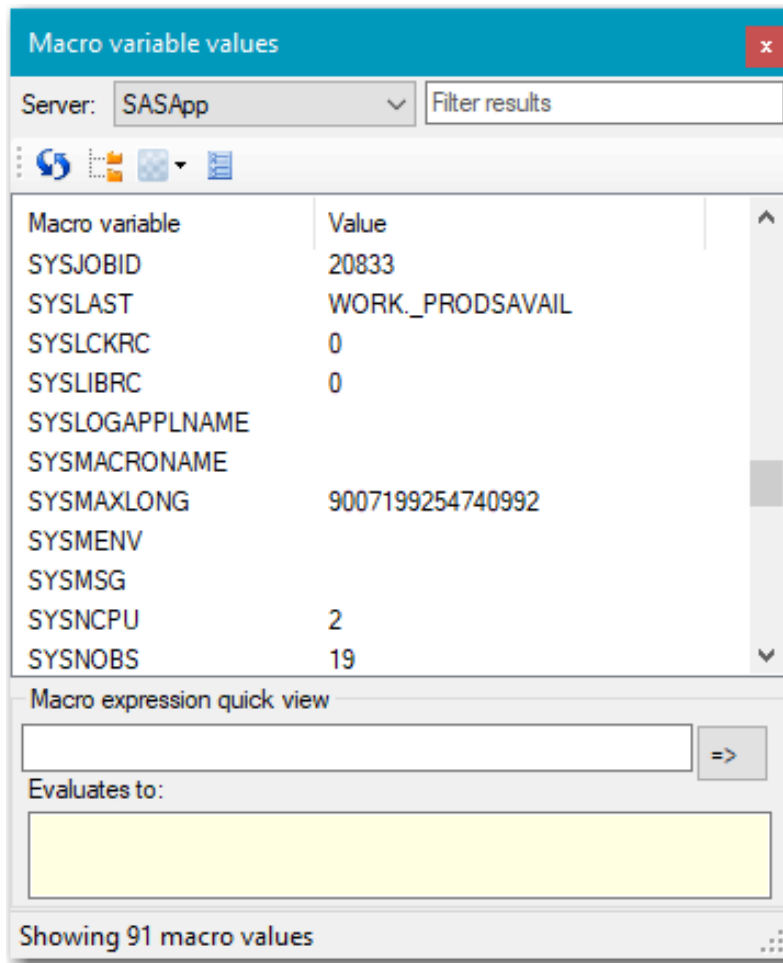 Macro variable values
x
Server: SASApp Filter results
Macro variable Value
SYSJOBID 20833
SYSLAST WORK._PRODSAVAIL
SYSLCKRC 0
SYSLIBRC 0
SYSLOGAPPLNAME
SYSMACRONAME
SYSMAXLONG 9007199254740992
SYSMENV
SYSMSG
SYSNCPU 2
SYSNOBS 19
Macro expression quick view
=>
Evaluates to:
Showing 91 macro values